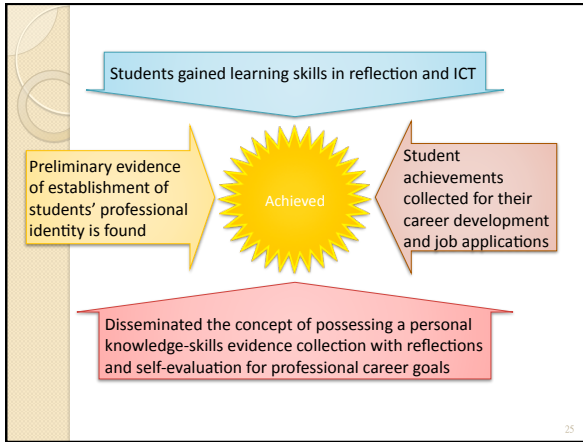 Students gained learning skills in reflection and ICT
Preliminary evidence
of establishment of
students’ professional
identity is found
Achieved
Student
achievements
collected for their
career development
and job applications
Disseminated the concept of possessing a personal
knowledge-skills evidence collection with reflections
and self-evaluation for professional career goals
25